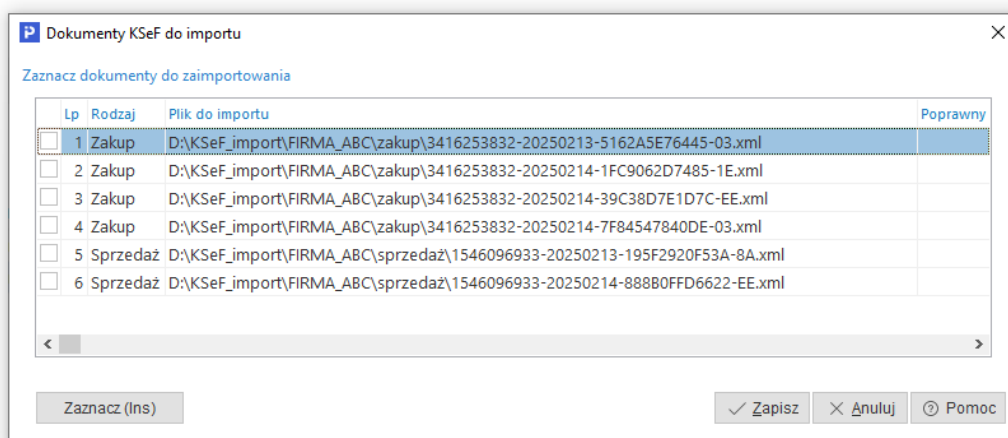 Dokumenty KSeF do importu
Zaznacz dokumenty do zaimportowania
Lp Rodzaj Plik do importu Poprawny
1 Zakup D:\KSeF_import\FIRMA_ABC\zakup\3416253832-20250213-5162A5E76445-03.xml
2 Zakup D:\KSeF_import\FIRMA_ABC\zakup\3416253832-20250214-1FC9062D7485-1E.xml
3 Zakup D:\KSeF_import\FIRMA_ABC\zakup\3416253832-20250214-39C38D7E1D7C-EE.xml
4 Zakup D:\KSeF_import\FIRMA_ABC\zakup\3416253832-20250214-7F84547840DE-03.xml
5 Sprzedaż D:\KSeF_import\FIRMA_ABC\sprzedaż\1546096933-20250213-195F2920F53A-8A.xml
6 Sprzedaż D:\KSeF_import\FIRMA_ABC\sprzedaż\1546096933-20250214-888B0FFD6622-EE.xml
Zaznacz (Ins) Zapisz Anuluj Pomoc